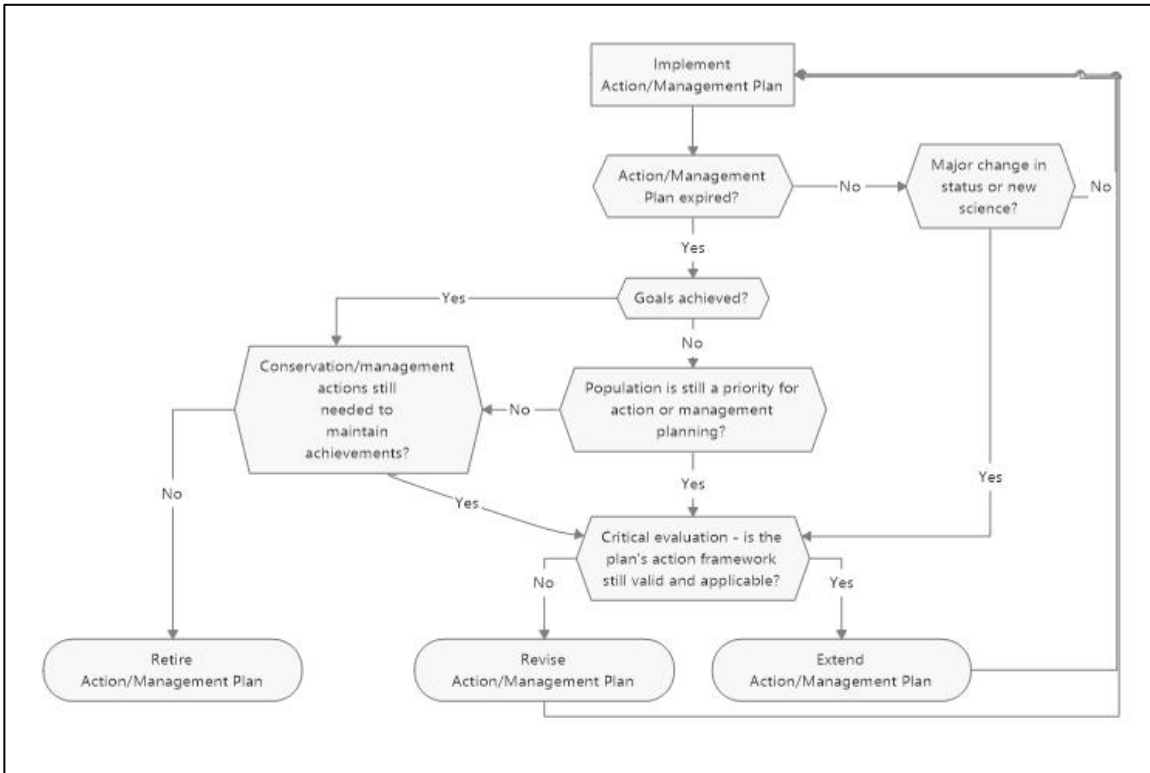 Implement
Action/Management Plan
Action/Management
Plan expired?
No
Major change in
status or new
science?
No
Yes
Goals achieved?
Yes
No
Conservation/management
actions still
needed to
maintain
achievements?
No
Population is still a priority for
action or management
planning?
Yes
No
Yes
Yes
Critical evaluation - is the
plan's action framework
still valid and applicable?
No
Yes
Retire
Action/Management Plan
Revise
Action/Management Plan
Extend
Action/Management Plan